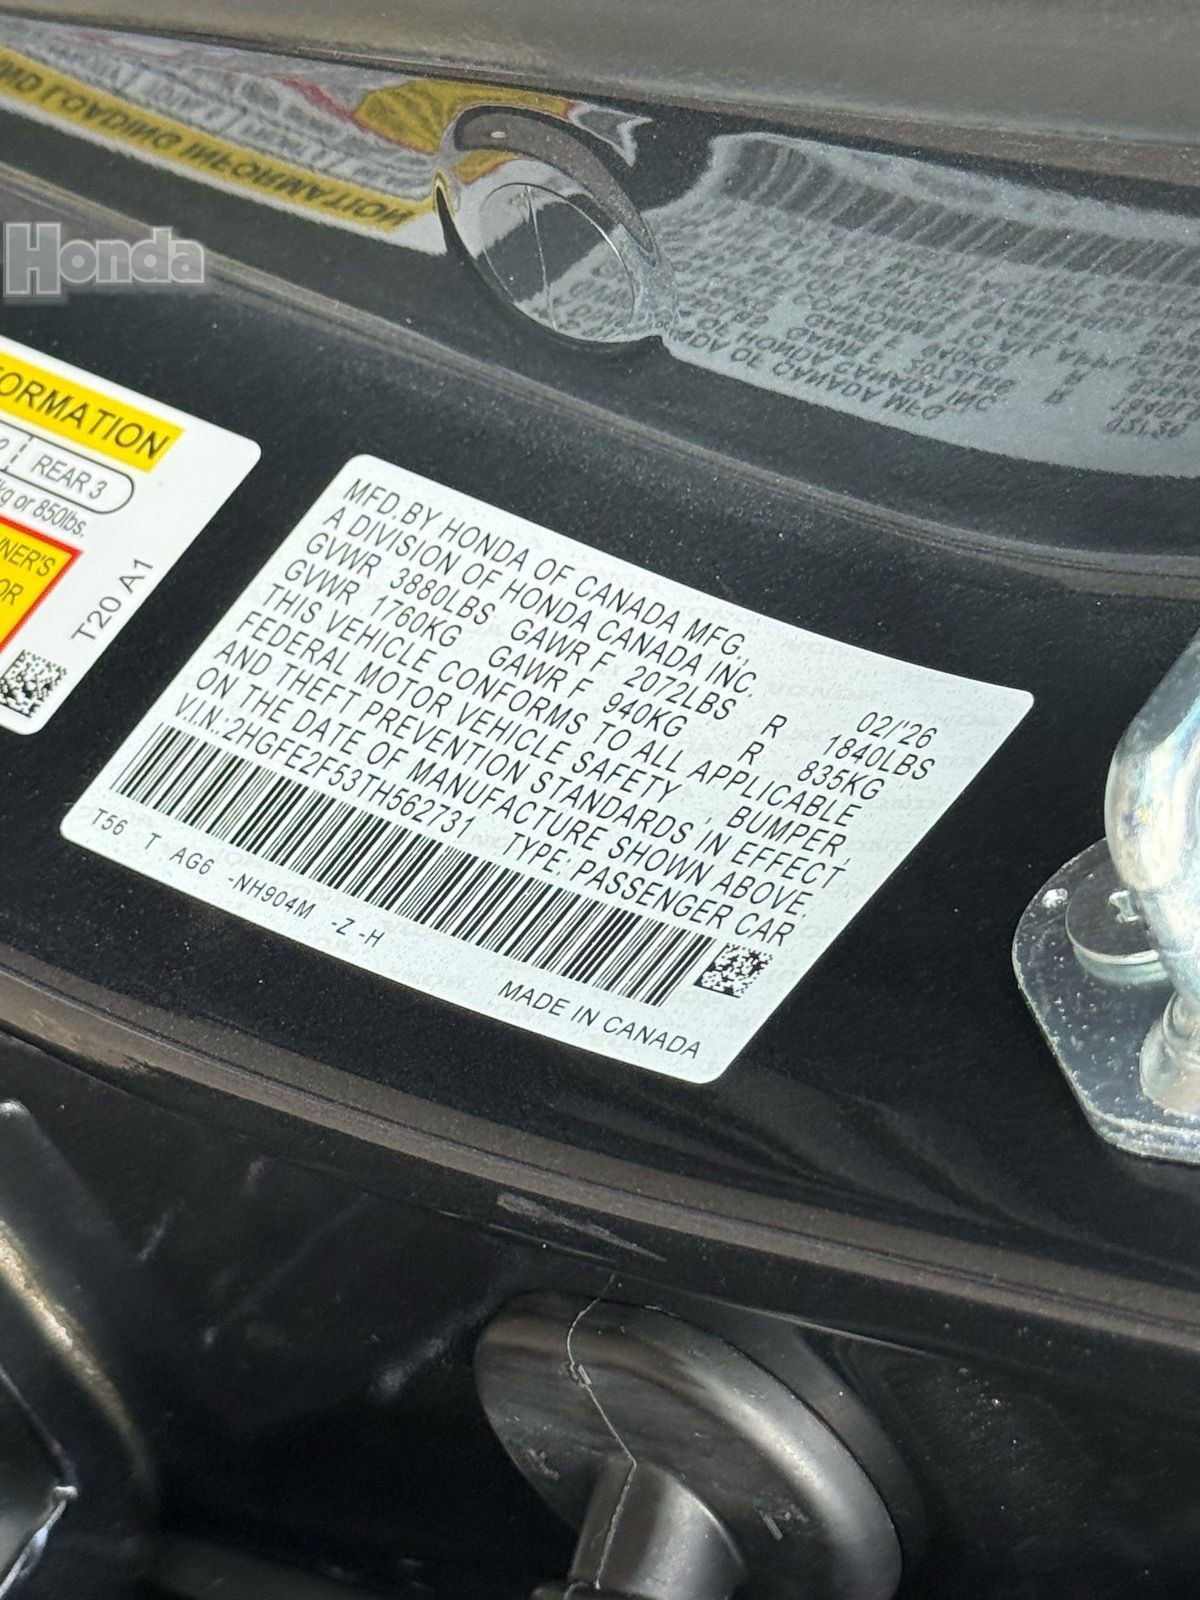 Honda
FORMATION
REAR 3
kg or 850lbs.
NER'S
OR
T20 A1
MFD.BY HONDA OF CANADA MFG.,
A DIVISION OF HONDA CANADA INC. 02/'26
GVWR 3880LBS GAWR F 2072LBS R 1840LBS
GVWR 1760KG GAWR F 940KG R 835KG
THIS VEHICLE CONFORMS TO ALL APPLICABLE
FEDERAL MOTOR VEHICLE SAFETY , BUMPER ,
AND THEFT PREVENTION STANDARDS IN EFFECT
ON THE DATE OF MANUFACTURE SHOWN ABOVE.
V.I.N.:2HGFE2F53TH562731 TYPE: PASSENGER CAR
T56 T AG6 -NH904M -Z -H
MADE IN CANADA